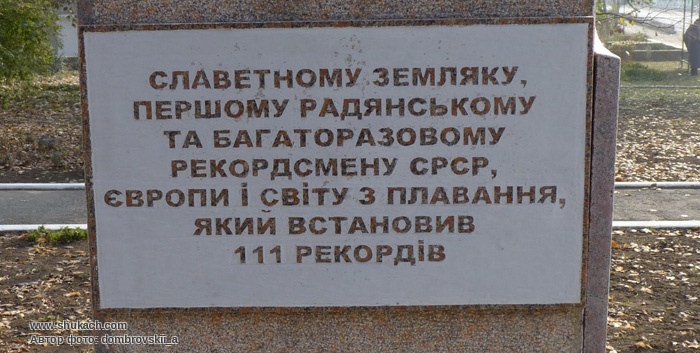 СЛАВЕТНОМУ ЗЕМЛЯКУ,
ПЕРШОМУ РАДЯНСЬКОМУ
ТА БАГАТОРАЗОВОМУ
РЕКОРДСМЕНУ СРСР,
ЄВРОПИ І СВІТУ З ПЛАВАННЯ,
ЯКИЙ ВСТАНОВИВ
111 РЕКОРДІВ
www.shukach.com
Автор фото: dombrovskii_a